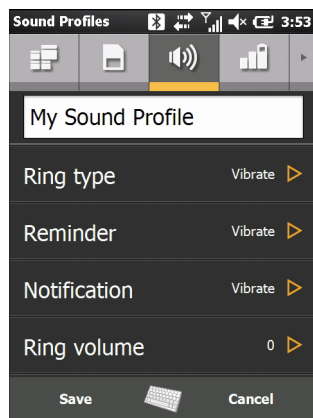 Sound Profiles 3:53
My Sound Profile
Ring type Vibrate
Reminder Vibrate
Notification Vibrate
Ring volume 0
Save Cancel